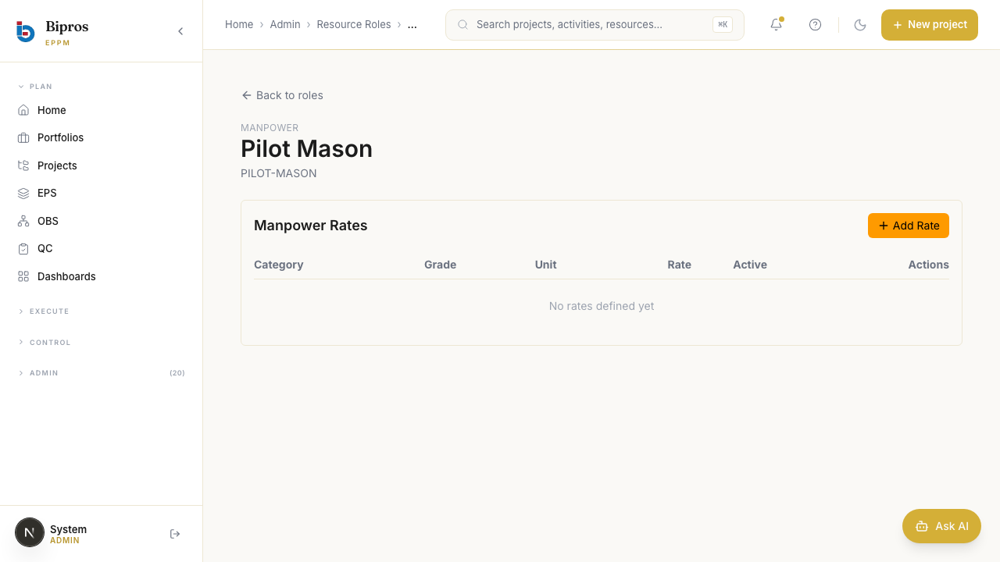 Bipros
EPPM
Home › Admin › Resource Roles › ...
Search projects, activities, resources...
⌘K
New project
PLAN
Home
Portfolios
Projects
EPS
OBS
QC
Dashboards
EXECUTE
CONTROL
ADMIN (20)
System
ADMIN
Back to roles
MANPOWER
Pilot Mason
PILOT-MASON
Manpower Rates
Add Rate
Category Grade Unit Rate Active Actions
No rates defined yet
Ask AI